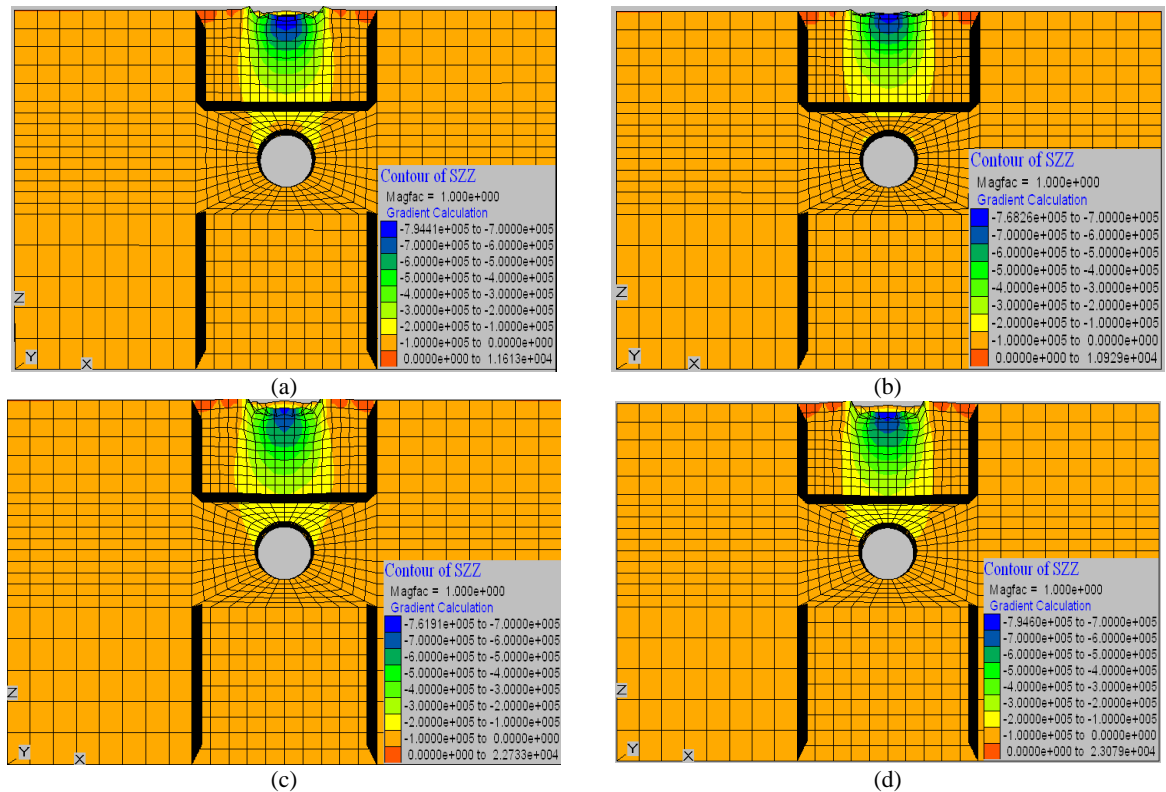 Contour of SZZ
Magfac = 1.000e+000
Gradient Calculation
-7.9441e+005 to -7.0000e+005
-7.0000e+005 to -6.0000e+005
-6.0000e+005 to -5.0000e+005
-5.0000e+005 to -4.0000e+005
-4.0000e+005 to -3.0000e+005
-3.0000e+005 to -2.0000e+005
-2.0000e+005 to -1.0000e+005
-1.0000e+005 to 0.0000e+000
0.0000e+000 to 1.1613e+004
Z
Y X
(a)
Contour of SZZ
Magfac = 1.000e+000
Gradient Calculation
-7.6826e+005 to -7.0000e+005
-7.0000e+005 to -6.0000e+005
-6.0000e+005 to -5.0000e+005
-5.0000e+005 to -4.0000e+005
-4.0000e+005 to -3.0000e+005
-3.0000e+005 to -2.0000e+005
-2.0000e+005 to -1.0000e+005
-1.0000e+005 to 0.0000e+000
0.0000e+000 to 1.0929e+004
Z
Y X
(b)
Contour of SZZ
Magfac = 1.000e+000
Gradient Calculation
-7.6191e+005 to -7.0000e+005
-7.0000e+005 to -6.0000e+005
-6.0000e+005 to -5.0000e+005
-5.0000e+005 to -4.0000e+005
-4.0000e+005 to -3.0000e+005
-3.0000e+005 to -2.0000e+005
-2.0000e+005 to -1.0000e+005
-1.0000e+005 to 0.0000e+000
0.0000e+000 to 2.2733e+004
Z
Y X
(c)
Contour of SZZ
Magfac = 1.000e+000
Gradient Calculation
-7.9460e+005 to -7.0000e+005
-7.0000e+005 to -6.0000e+005
-6.0000e+005 to -5.0000e+005
-5.0000e+005 to -4.0000e+005
-4.0000e+005 to -3.0000e+005
-3.0000e+005 to -2.0000e+005
-2.0000e+005 to -1.0000e+005
-1.0000e+005 to 0.0000e+000
0.0000e+000 to 2.3079e+004
Z
Y X
(d)